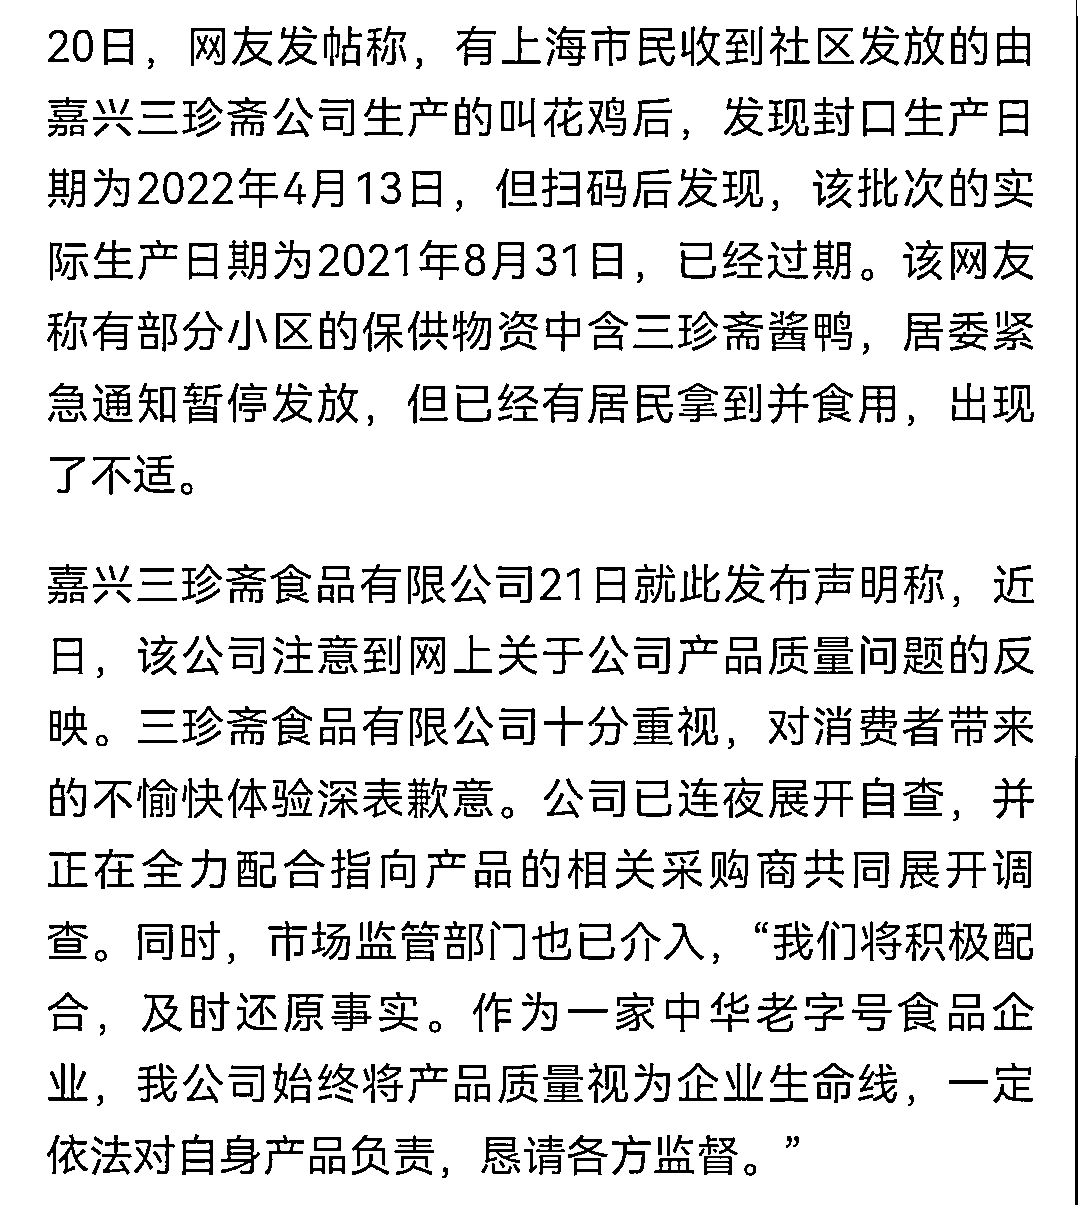 20日，网友发帖称，有上海市民收到社区发放的由
嘉兴三珍斋公司生产的叫花鸡后，发现封口生产日
期为2022年4月13日，但扫码后发现，该批次的实
际生产日期为2021年8月31日，已经过期。该网友
称有部分小区的保供物资中含三珍斋酱鸭，居委紧
急通知暂停发放，但已经有居民拿到并食用，出现
了不适。
嘉兴三珍斋食品有限公司21日就此发布声明称，近
日，该公司注意到网上关于公司产品质量问题的反
映。三珍斋食品有限公司十分重视，对消费者带来
的不愉快体验深表歉意。公司已连夜展开自查，并
正在全力配合指向产品的相关采购商共同展开调
查。同时，市场监管部门也已介入，“我们将积极配
合，及时还原事实。作为一家中华老字号食品企
业，我公司始终将产品质量视为企业生命线，一定
依法对自身产品负责，恳请各方监督。”